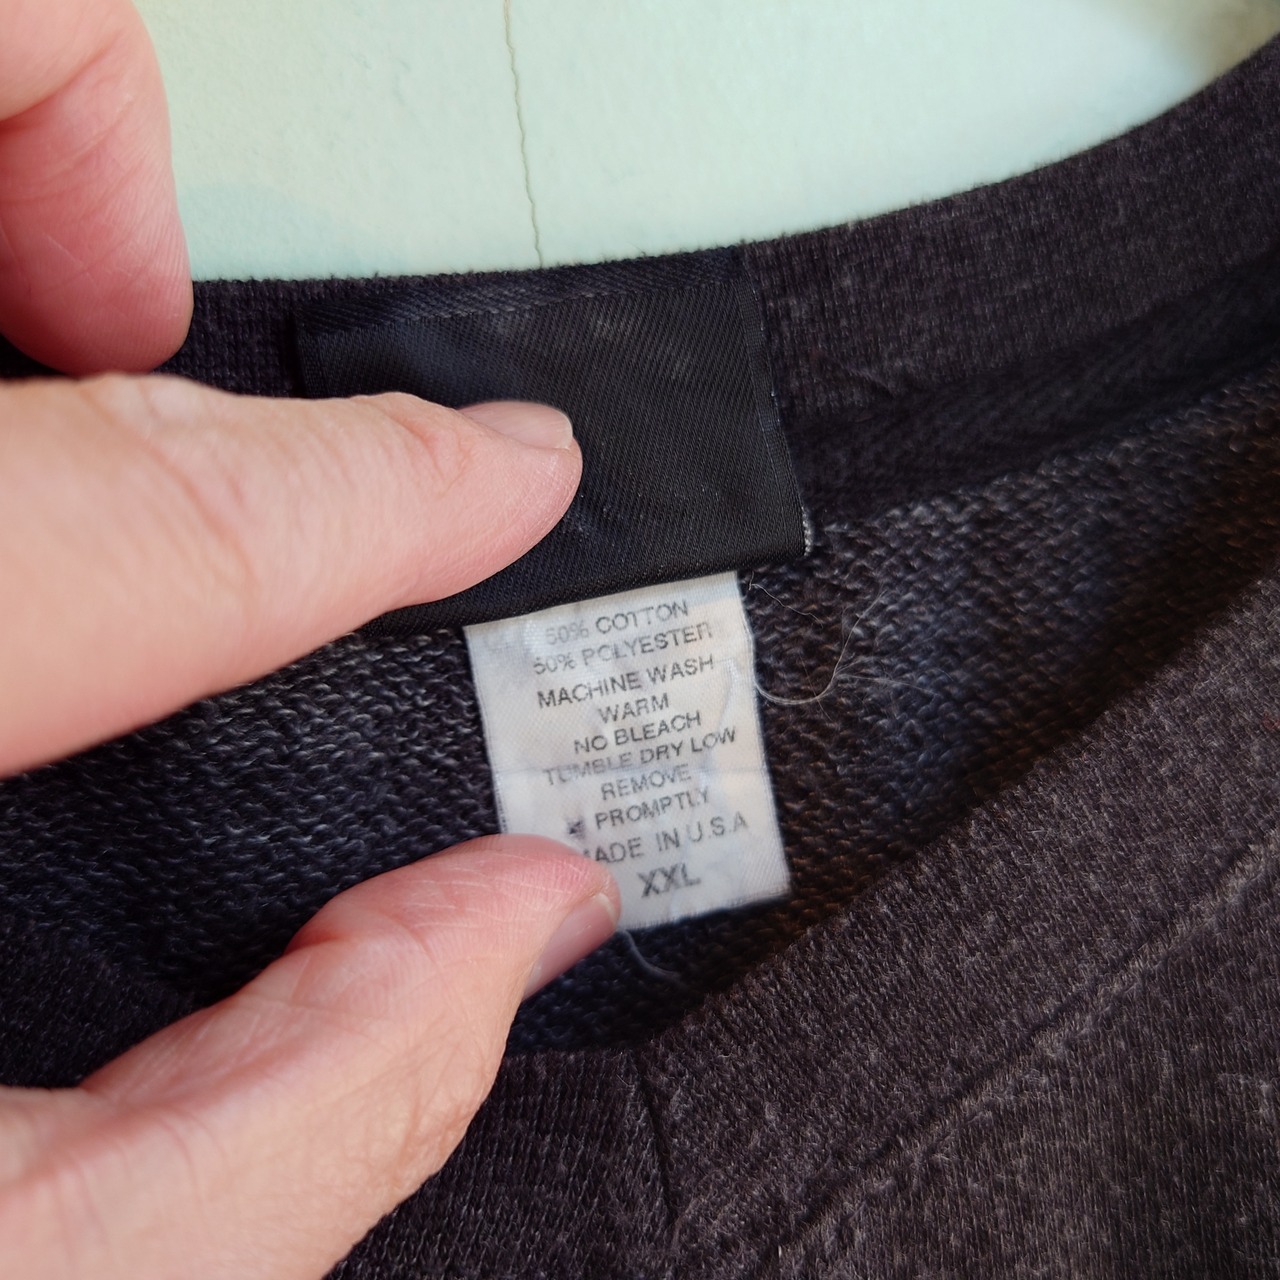 50% COTTON
50% POLYESTER
MACHINE WASH
WARM
NO BLEACH
TUMBLE DRY LOW
REMOVE
PROMPTLY
MADE IN U.S.A
XXL